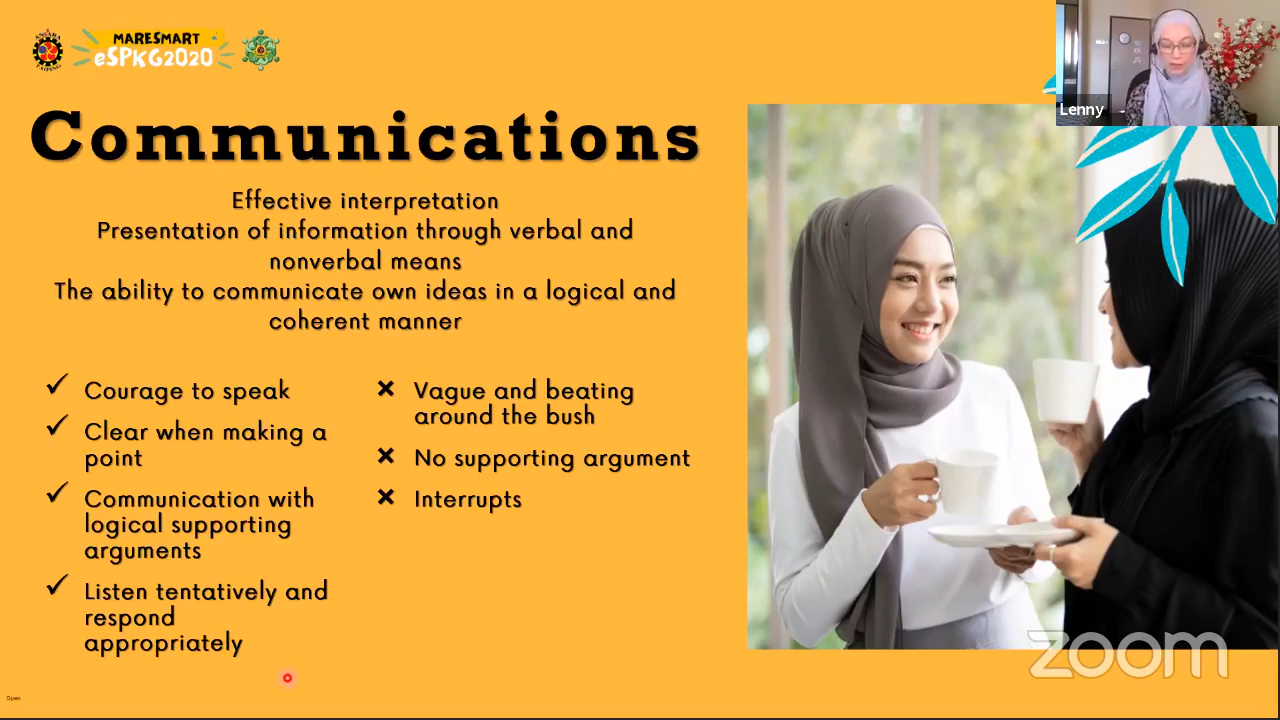 MARESMART
eSPKG2020
Lenny
Communications
Effective interpretation
Presentation of information through verbal and
nonverbal means
The ability to communicate own ideas in a logical and
coherent manner
✓ Courage to speak
✓ Clear when making a
point
✓ Communication with
logical supporting
arguments
✓ Listen tentatively and
respond
appropriately
× Vague and beating
around the bush
× No supporting argument
× Interrupts
zoom
Open